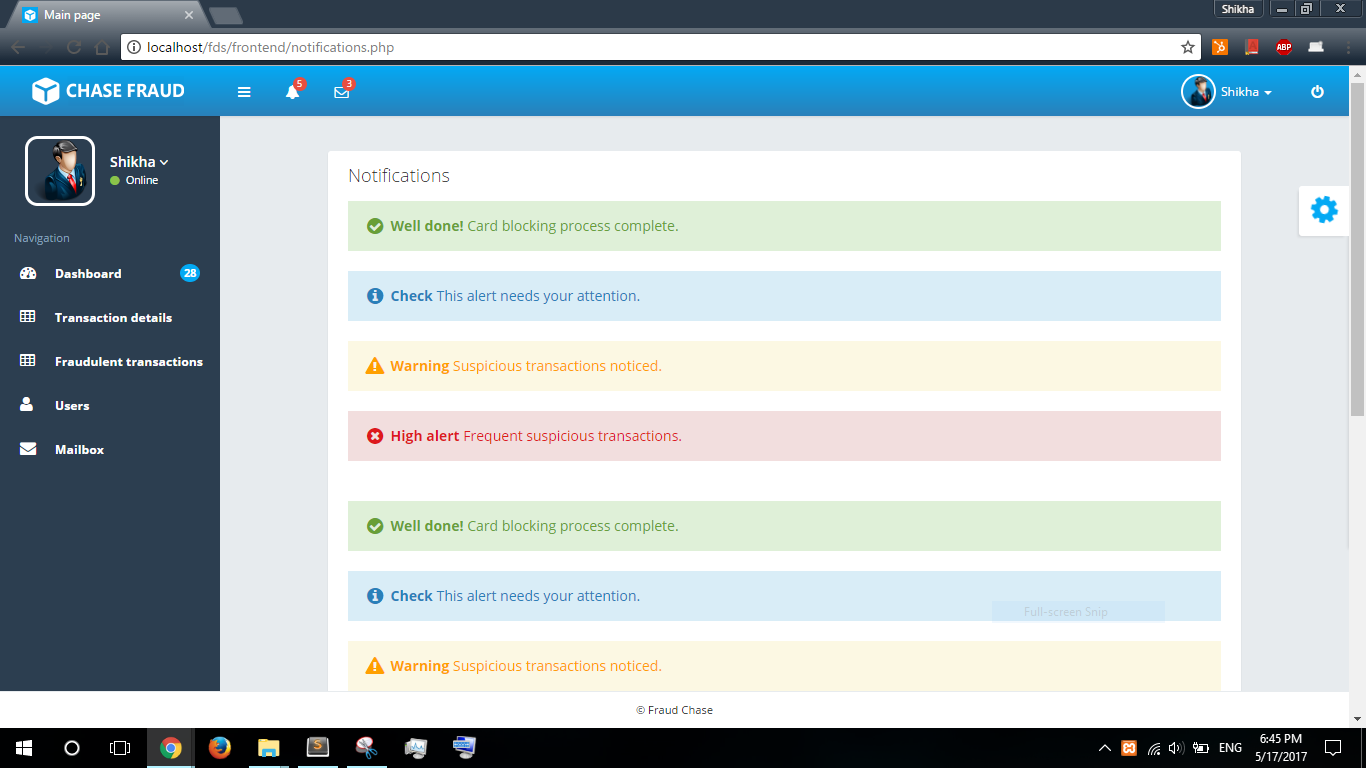 Main page
Shikha
localhost/fds/frontend/notifications.php
ABP
CHASE FRAUD
5
3
Shikha
Shikha
Online
Navigation
Dashboard 28
Transaction details
Fraudulent transactions
Users
Mailbox
Notifications
Well done! Card blocking process complete.
Check This alert needs your attention.
Warning Suspicious transactions noticed.
High alert Frequent suspicious transactions.
Well done! Card blocking process complete.
Check This alert needs your attention.
Full-screen Snip
Warning Suspicious transactions noticed.
© Fraud Chase
ENG
6:45 PM
5/17/2017